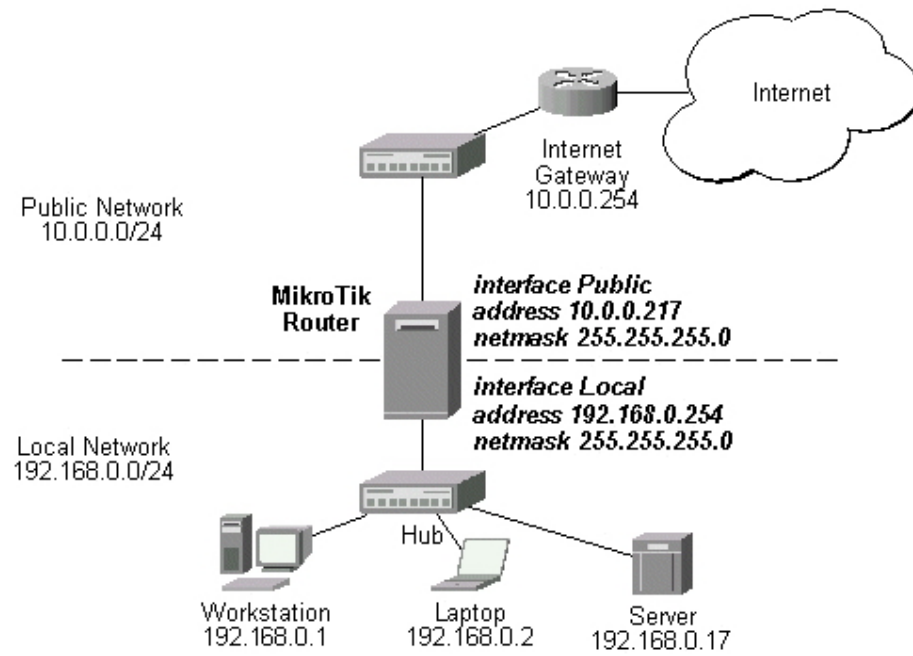 Internet
Internet
Gateway
10.0.0.254
Public Network
10.0.0.0/24
MikroTik
Router
interface Public
address 10.0.0.217
netmask 255.255.255.0
interface Local
address 192.168.0.254
netmask 255.255.255.0
Local Network
192.168.0.0/24
Hub
Workstation
192.168.0.1
Laptop
192.168.0.2
Server
192.168.0.17